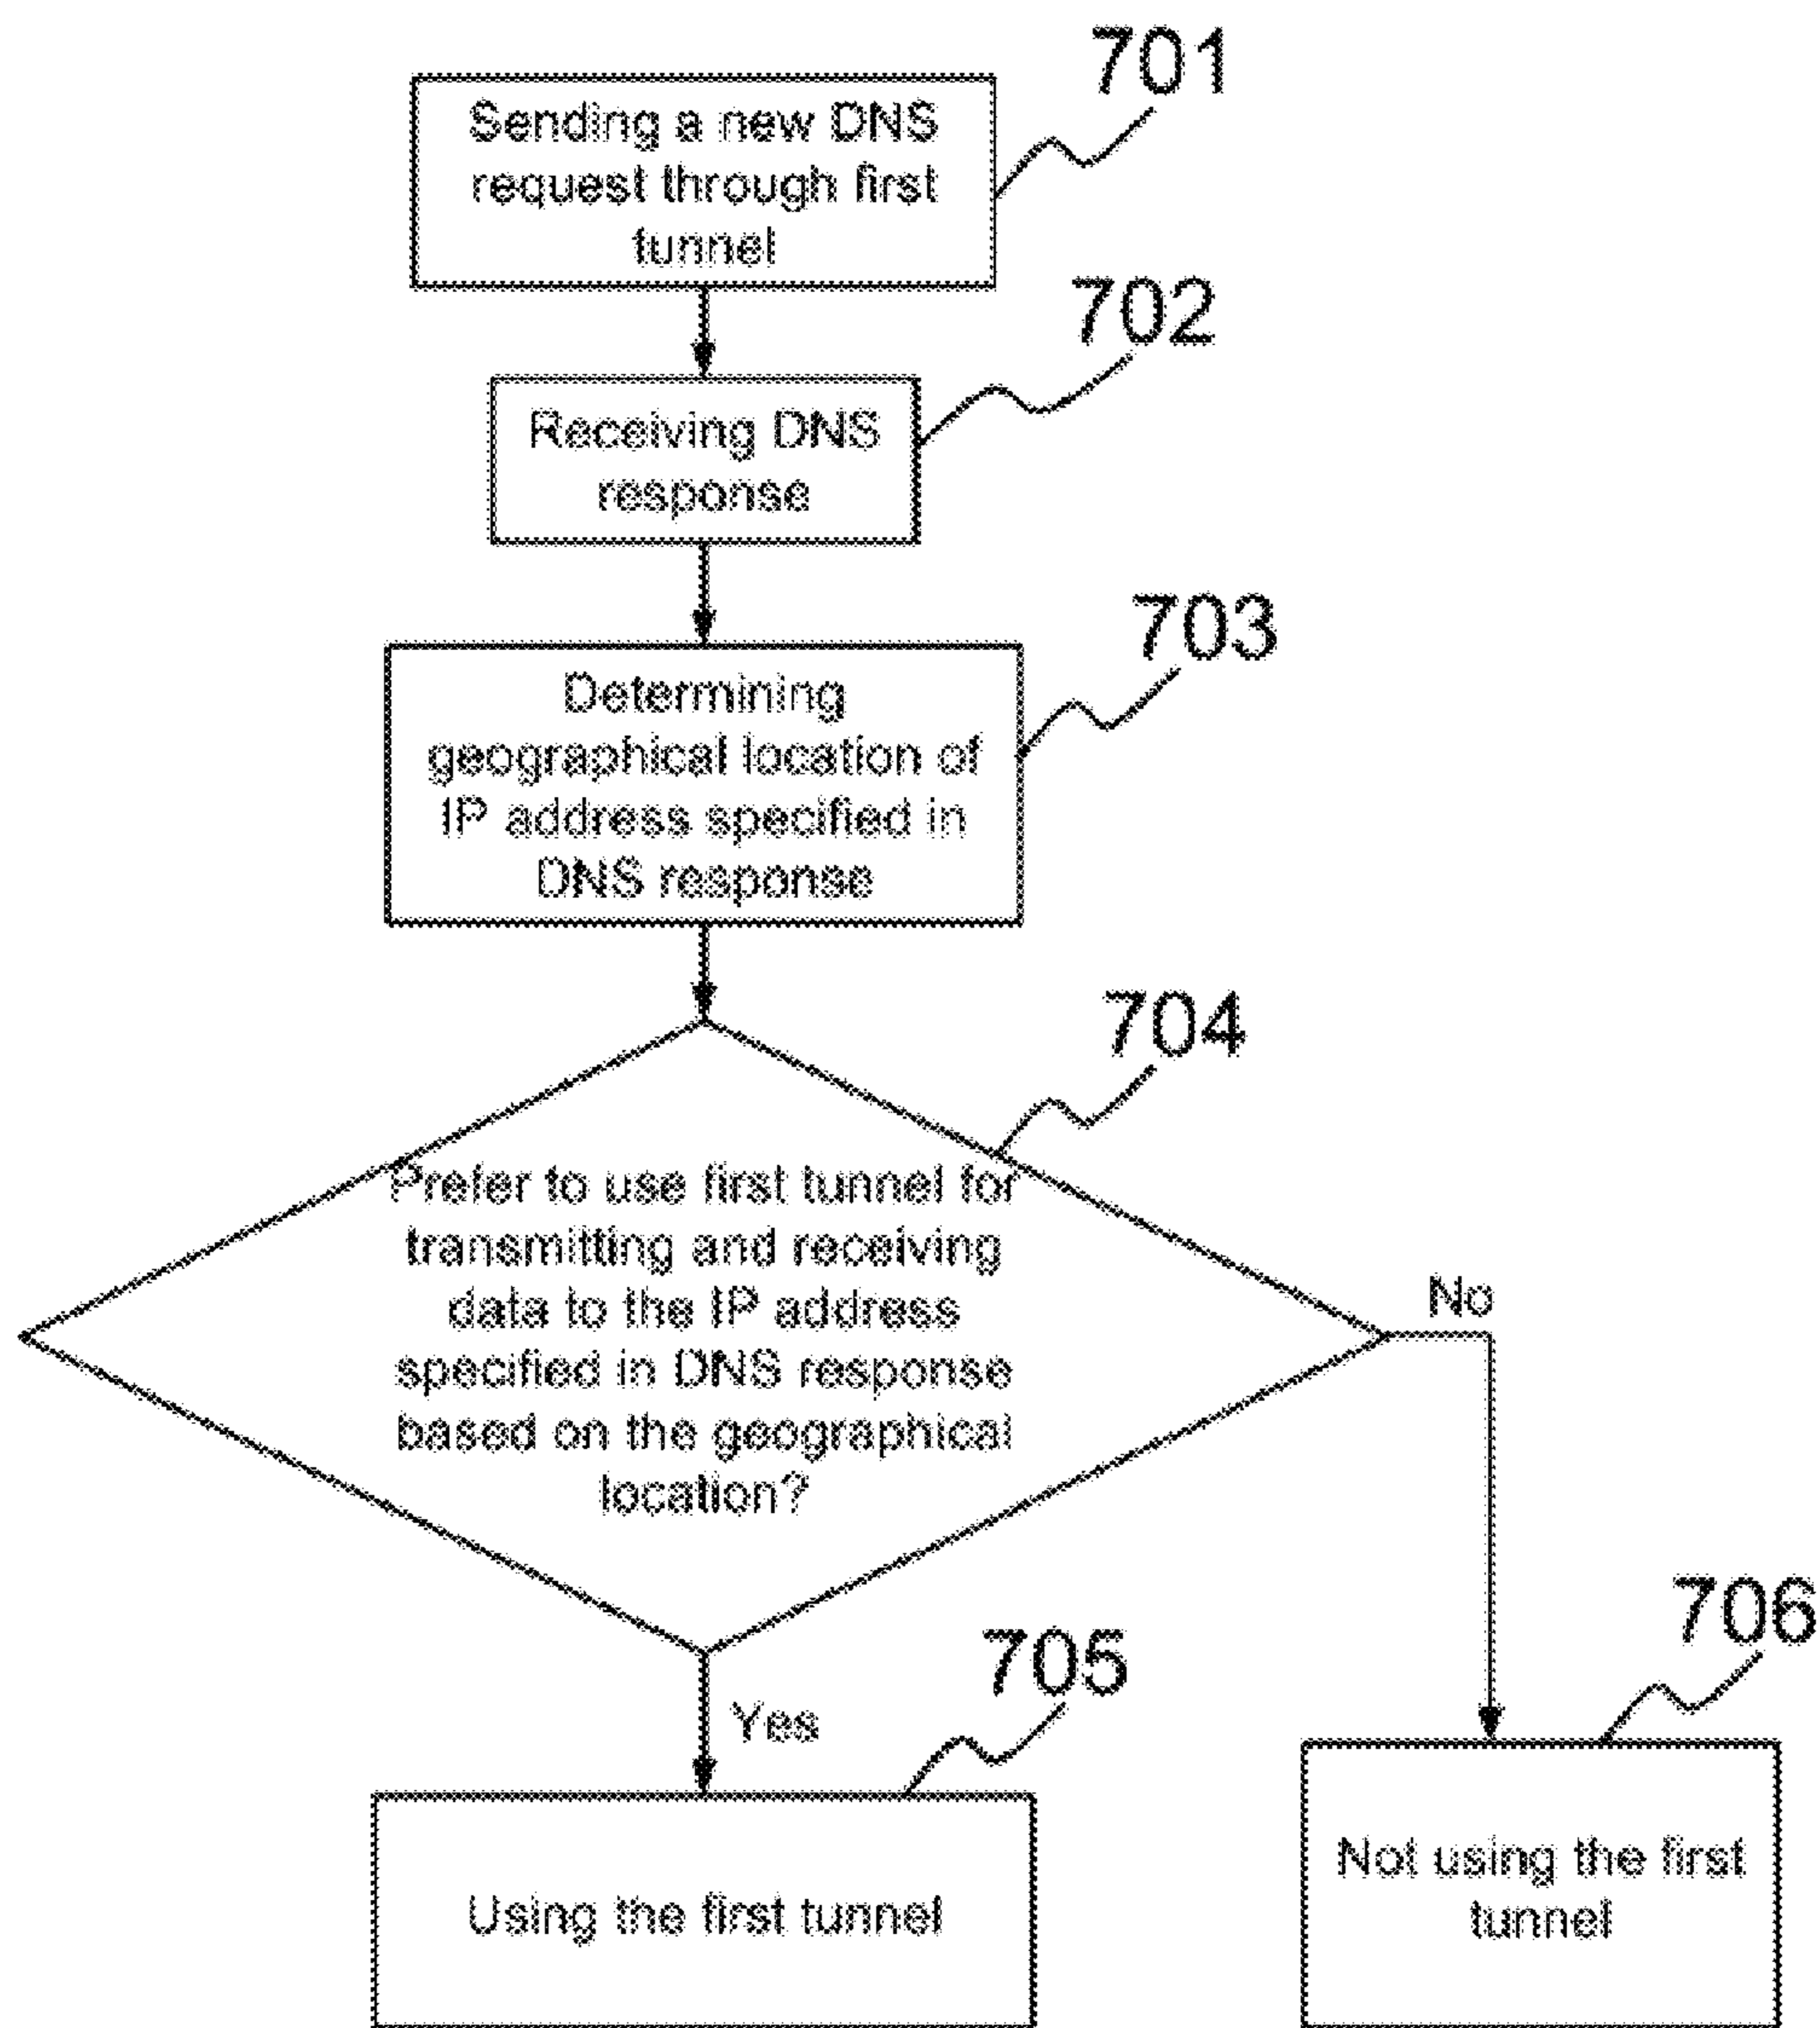 701
Sending a new DNS
request through first
tunnel
702
Receiving DNS
response
703
Determining
geographical location of
IP address specified in
DNS response
704
Prefer to use first tunnel for
transmitting and receiving
data to the IP address
specified in DNS response
based on the geographical
location?
No
Yes
705
Using the first tunnel
706
Not using the first
tunnel